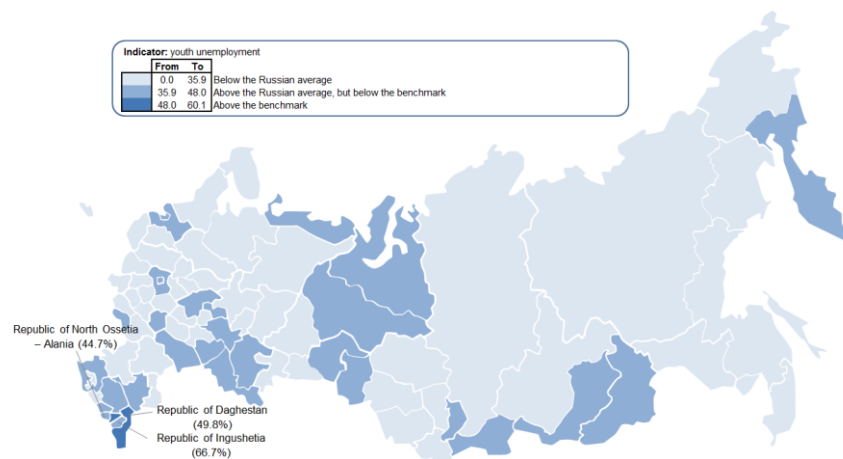 Indicator: youth unemployment
From To
0.0 35.9 Below the Russian average
35.9 48.0 Above the Russian average, but below the benchmark
48.0 60.1 Above the benchmark
Republic of North Ossetia
– Alania (44.7%)
Republic of Daghestan
(49.8%)
Republic of Ingushetia
(66.7%)